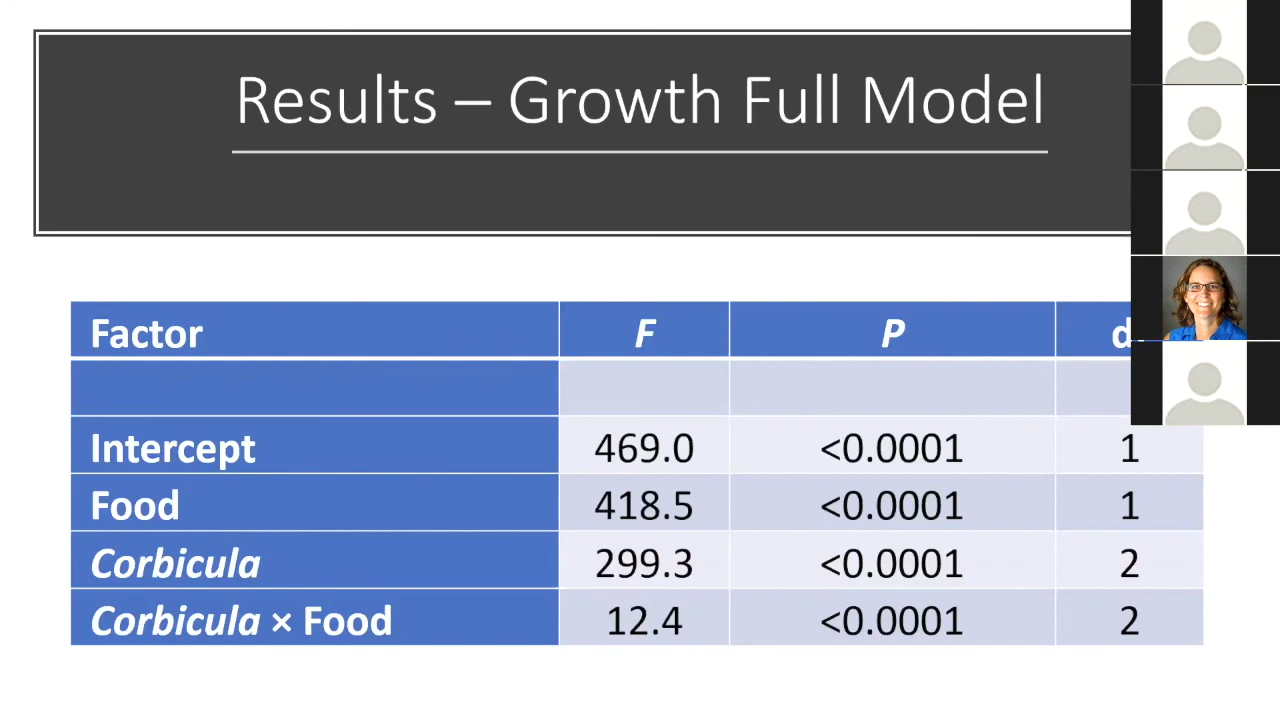 Results – Growth Full Model
Factor F P
Intercept 469.0 <0.0001 1
Food 418.5 <0.0001 1
Corbicula 299.3 <0.0001 2
Corbicula × Food 12.4 <0.0001 2